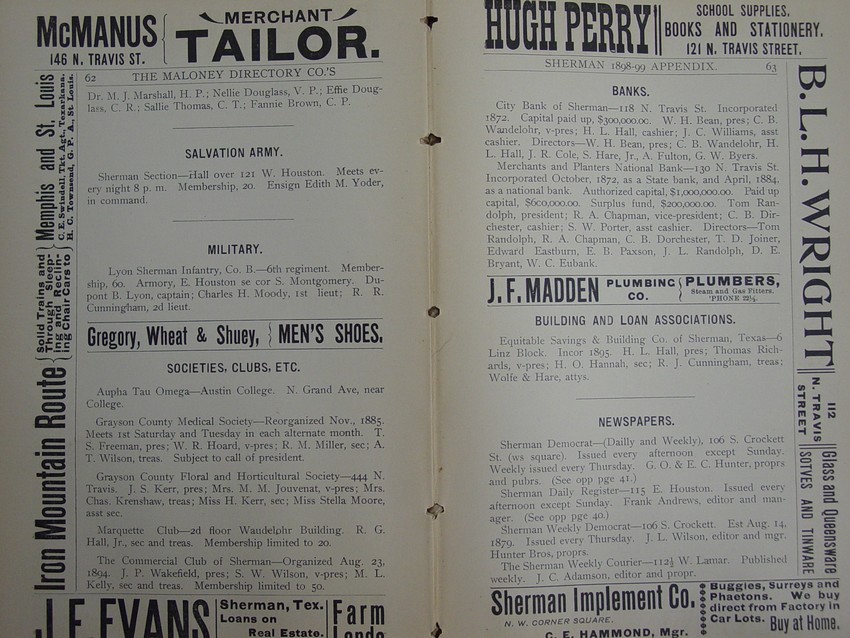 McMANUS
146 N. TRAVIS ST.
MERCHANT
TAILOR.
62 THE MALONEY DIRECTORY CO.'S
Dr. M. J. Marshall, H. P.; Nellie Douglass, V. P.; Effie Doug-
lass, C. R.; Sallie Thomas, C. T.; Fannie Brown, C. P.
SALVATION ARMY.
Sherman Section—Hall over 121 W. Houston. Meets ev-
ery night 8 p. m. Membership, 20. Ensign Edith M. Yoder,
in command.
MILITARY.
Lyon Sherman Infantry, Co. B.—6th regiment. Member-
ship, 60. Armory, E. Houston se cor S. Montgomery. Du-
pont B. Lyon, captain; Charles H. Moody, 1st lieut; R. R.
Cunningham, 2d lieut.
Gregory, Wheat & Shuey, MEN'S SHOES.
SOCIETIES, CLUBS, ETC.
Aupha Tau Omega—Austin College. N. Grand Ave, near
College.
Grayson County Medical Society—Reorganized Nov., 1885.
Meets 1st Saturday and Tuesday in each alternate month. T.
S. Freeman, pres; W. R. Hoard, v-pres; R. M. Miller, sec; A.
T. Wilson, treas. Subject to call of president.
Grayson County Floral and Horticultural Society—444 N.
Travis. J. S. Kerr, pres; Mrs. M. M. Jouvenat, v-pres; Mrs.
Chas. Krenshaw, treas; Miss H. Kerr, sec; Miss Stella Moore,
asst sec.
Marquette Club—2d floor Waudelohr Building. R. G.
Hall, Jr., sec and treas. Membership limited to 20.
The Commercial Club of Sherman—Organized Aug. 23,
1894. J. P. Wakefield, pres; S. W. Wilson, v-pres; M. L.
Kelly, sec and treas. Membership limited to 50.
J. F. EVANS
Sherman, Tex.
Loans on
Real Estate.
Farm
Iron Mountain Route
Solid Trains and
Through Sleep-
ing and Reclin-
ing Chair Cars to
Memphis and St. Louis
C. E. Swindell, Tkt. Agt., Texarkana.
H. C. Townsend, G. P. A., St. Louis.
HUGH PERRY
SCHOOL SUPPLIES,
BOOKS AND STATIONERY.
121 N. TRAVIS STREET.
SHERMAN 1898-99 APPENDIX. 63
BANKS.
City Bank of Sherman—118 N. Travis St. Incorporated
1872. Capital paid up, $300,000.00. W. H. Bean, pres; C. B.
Wandelohr, v-pres; H. L. Hall, cashier; J. C. Williams, asst
cashier. Directors—W. H. Bean, pres; C. B. Wandelohr, H.
L. Hall, J. R. Cole, S. Hare, Jr., A. Fulton, G. W. Byers.
Merchants and Planters National Bank—130 N. Travis St.
Incorporated October, 1872, as a State bank, and April, 1884,
as a national bank. Authorized capital, $1,000,000.00. Paid up
capital, $600,000.00. Surplus fund, $200,000.00. Tom Ran-
dolph, president; R. A. Chapman, vice-president; C. B. Dir-
chester, cashier; S. W. Porter, asst cashier. Directors—Tom
Randolph, R. A. Chapman, C. B. Dorchester, T. D. Joiner,
Edward Eastburn, E. B. Paxson, J. L. Randolph, D. E.
Bryant, W. C. Eubank.
J. F. MADDEN PLUMBING CO. PLUMBERS,
Steam and Gas Fitters.
'PHONE 22½.
BUILDING AND LOAN ASSOCIATIONS.
Equitable Savings & Building Co. of Sherman, Texas—6
Linz Block. Incor 1895. H. L. Hall, pres; Thomas Rich-
ards, v-pres; H. O. Hannah, sec; R. J. Cunningham, treas;
Wolfe & Hare, attys.
NEWSPAPERS.
Sherman Democrat—(Dailly and Weekly), 106 S. Crockett
St. (ws square). Issued every afternoon except Sunday.
Weekly issued every Thursday. G. O. & E. C. Hunter, proprs
and pubrs. (See opp pge 41.)
Sherman Daily Register—115 E. Houston. Issued every
afternoon except Sunday. Frank Andrews, editor and man-
ager. (See opp pge 40.)
Sherman Weekly Democrat—106 S. Crockett. Est Aug. 14,
1879. Issued every Thursday. J. L. Wilson, editor and mgr.
Hunter Bros, proprs.
The Sherman Weekly Courier—112½ W. Lamar. Published
weekly. J. C. Adamson, editor and propr.
Sherman Implement Co.
N. W. CORNER SQUARE.
C. E. HAMMOND, Mgr.
Buggies, Surreys and
Phaetons. We buy
direct from Factory in
Car Lots. Buy at Home.
B. L. H. WRIGHT
112
N. TRAVIS
STREET
Glass and Queensware
SOTVES AND TINWARE